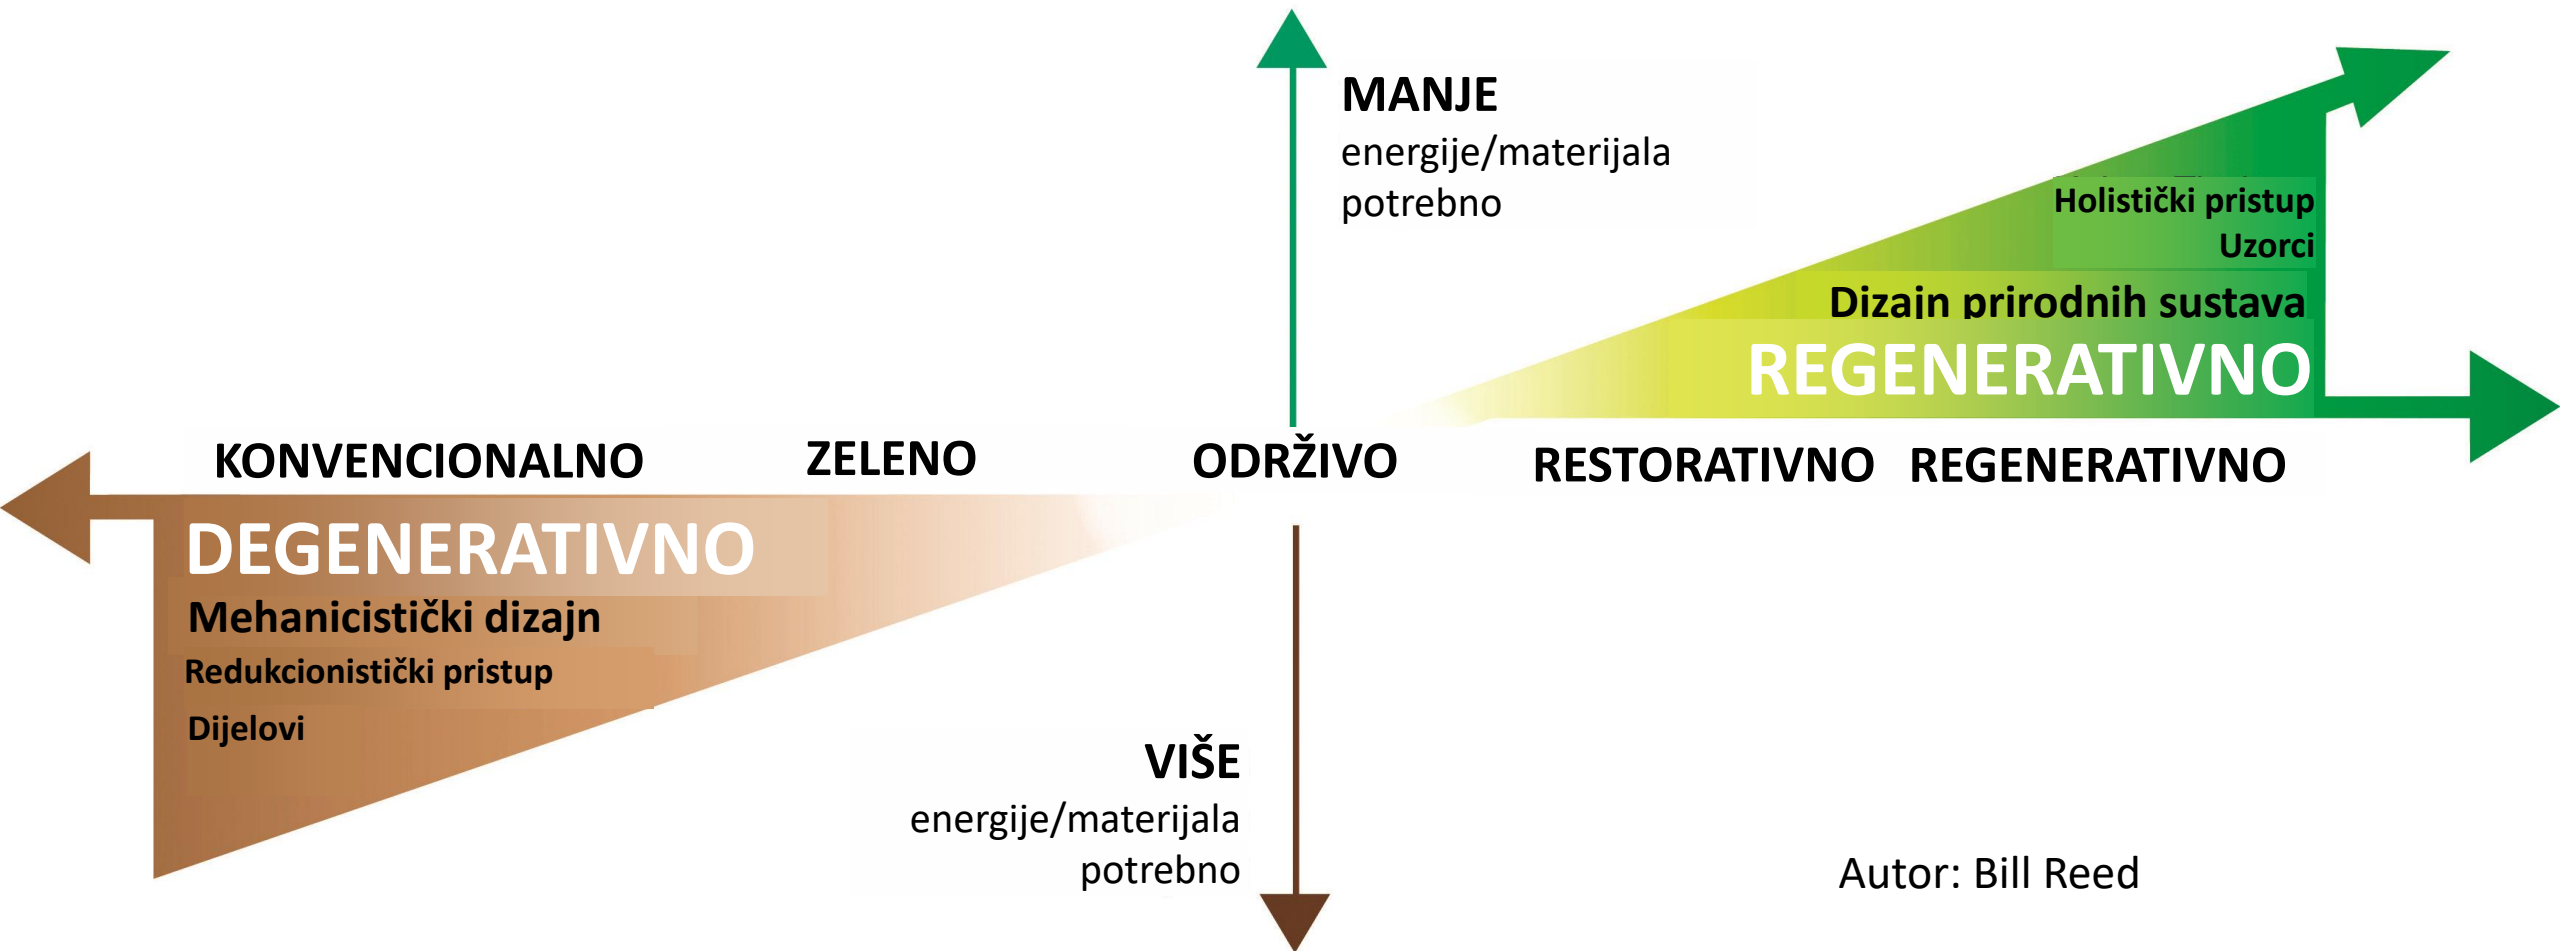 MANJE
energije/materijala
potrebno
Holistički pristup
Uzorci
Dizajn prirodnih sustava
REGENERATIVNO
KONVENCIONALNO
ZELENO
ODRŽIVO
RESTORATIVNO
REGENERATIVNO
DEGENERATIVNO
Mehanicistički dizajn
Redukcionistički pristup
Dijelovi
VIŠE
energije/materijala
potrebno
Autor: Bill Reed